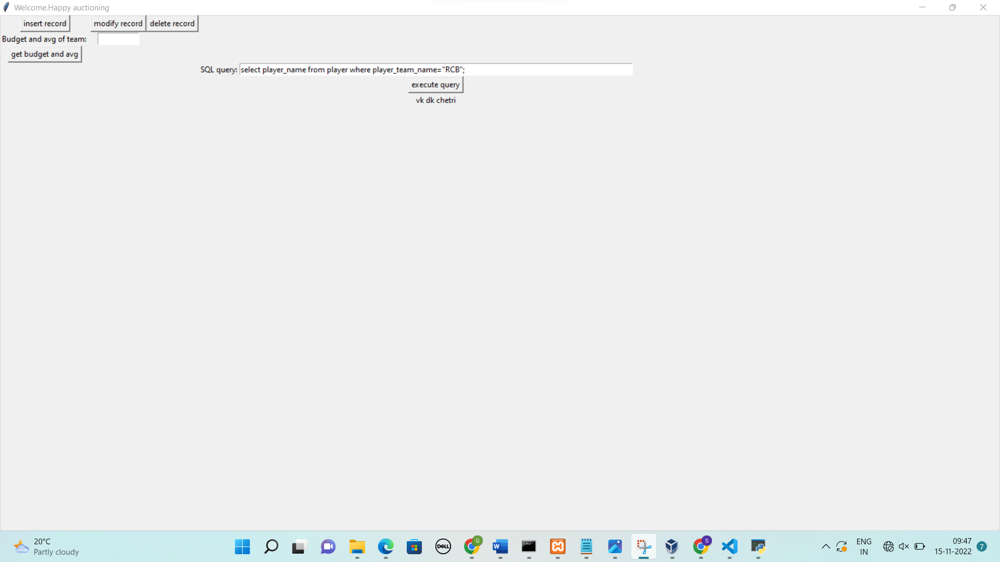 Welcome.Happy auctioning
insert record modify record delete record
Budget and avg of team:
get budget and avg
SQL query: select player_name from player where player_team_name="RCB";
execute query
vk dk chetri
20°C
Partly cloudy
DELL
G
W
S
ENG
IN
09:47
15-11-2022
7